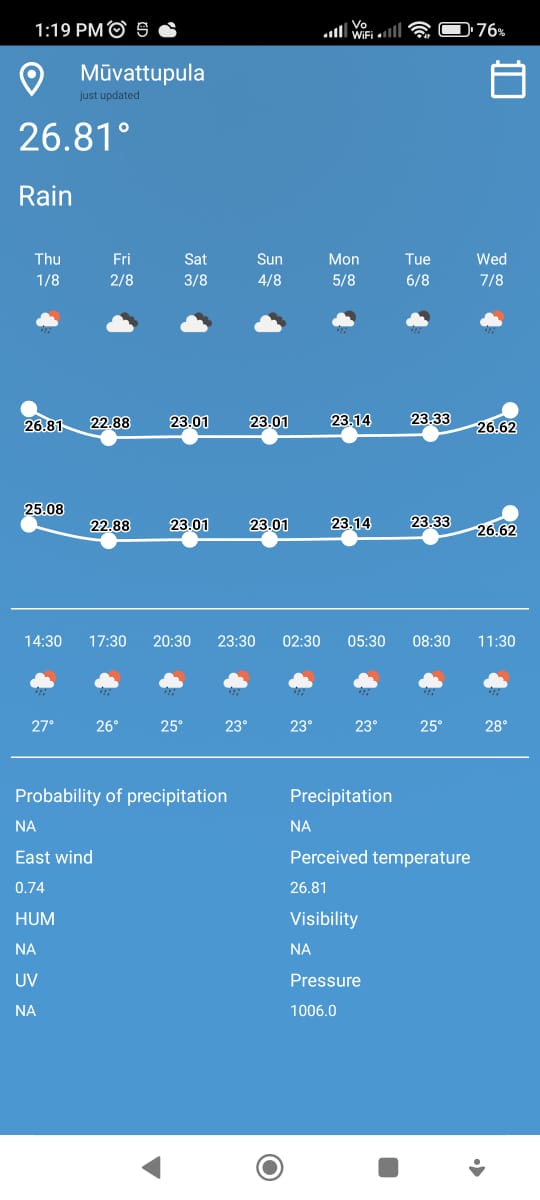 1:19 PM Vo WiFi 76%
Mūvattupula
just updated
26.81°
Rain
Thu Fri Sat Sun Mon Tue Wed
1/8 2/8 3/8 4/8 5/8 6/8 7/8
26.81 22.88 23.01 23.01 23.14 23.33 26.62
25.08 22.88 23.01 23.01 23.14 23.33 26.62
14:30 17:30 20:30 23:30 02:30 05:30 08:30 11:30
27° 26° 25° 23° 23° 23° 25° 28°
Probability of precipitation Precipitation
NA NA
East wind Perceived temperature
0.74 26.81
HUM Visibility
NA NA
UV Pressure
NA 1006.0